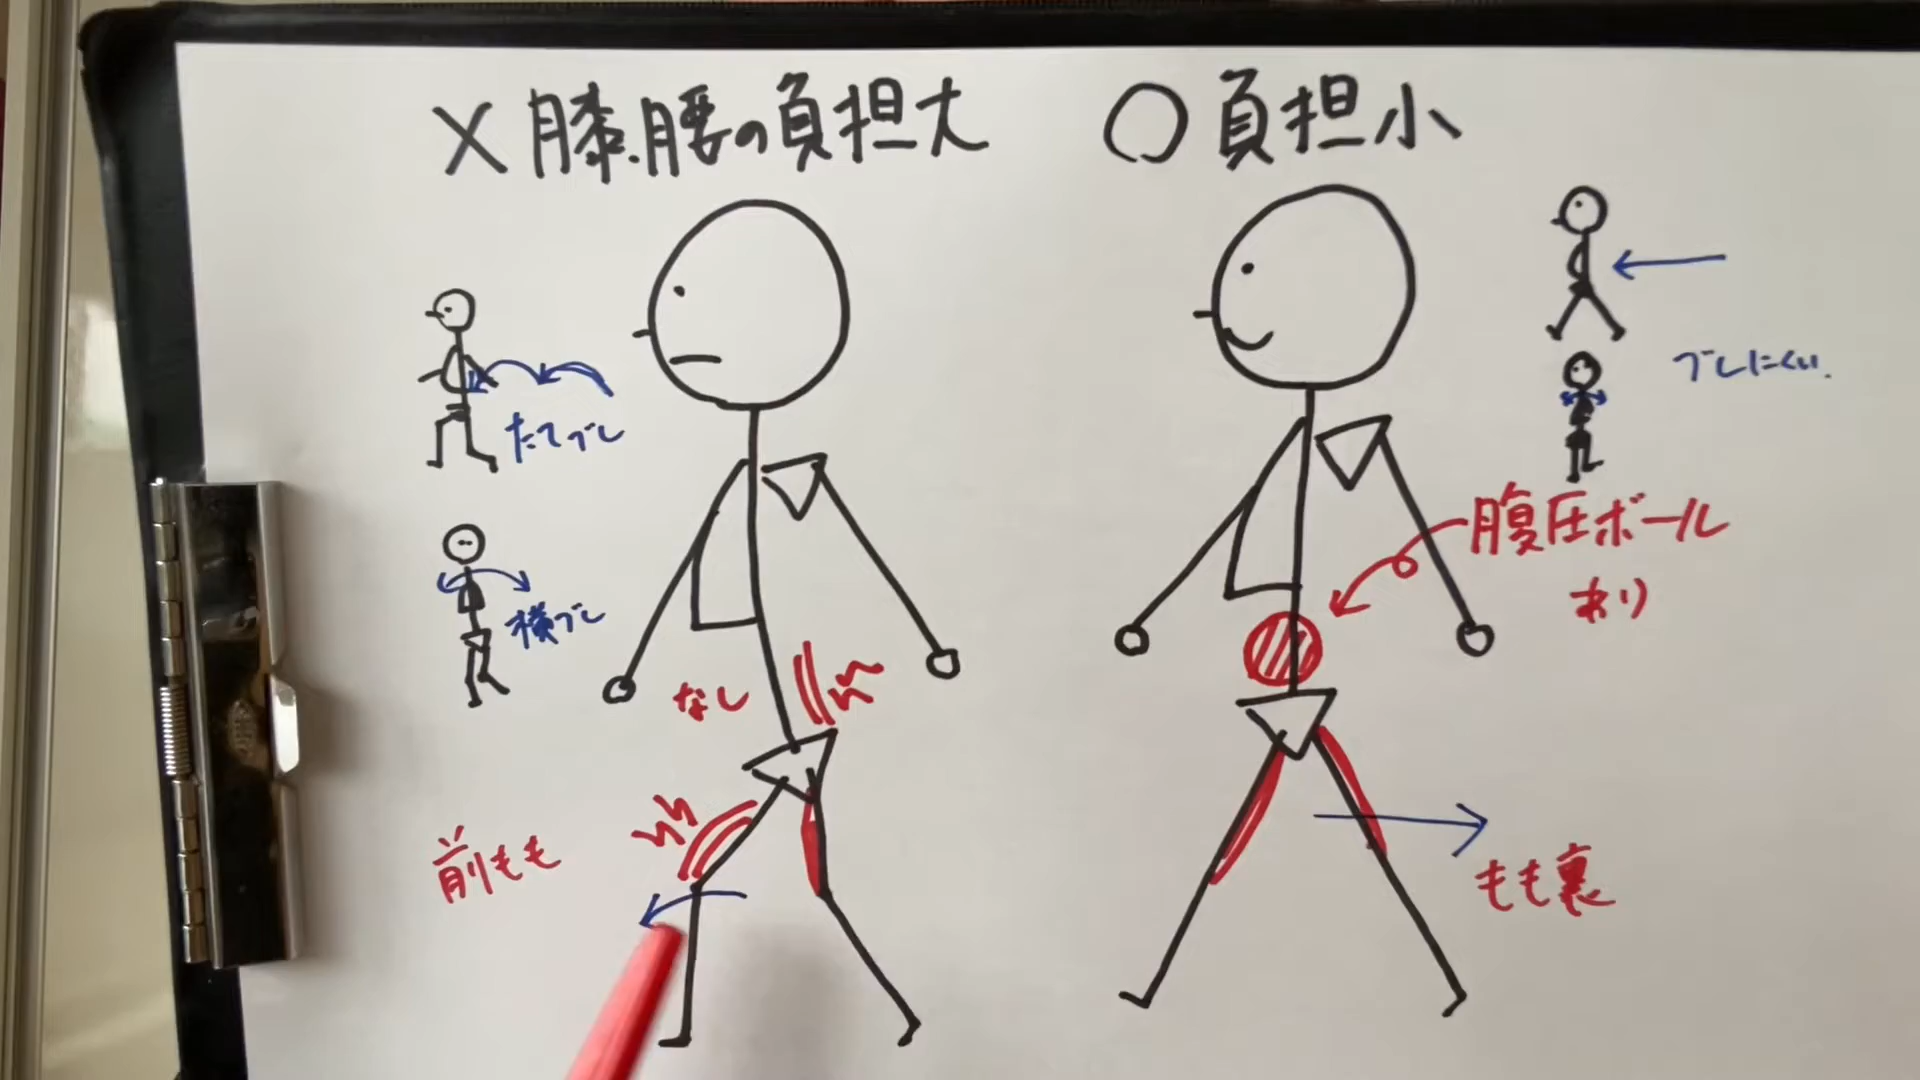 ×膝・腰の負担大
たてブレ
横ブレ
なし
前もも
○負担小
ブレにくい.
腹圧ボール
あり
もも裏